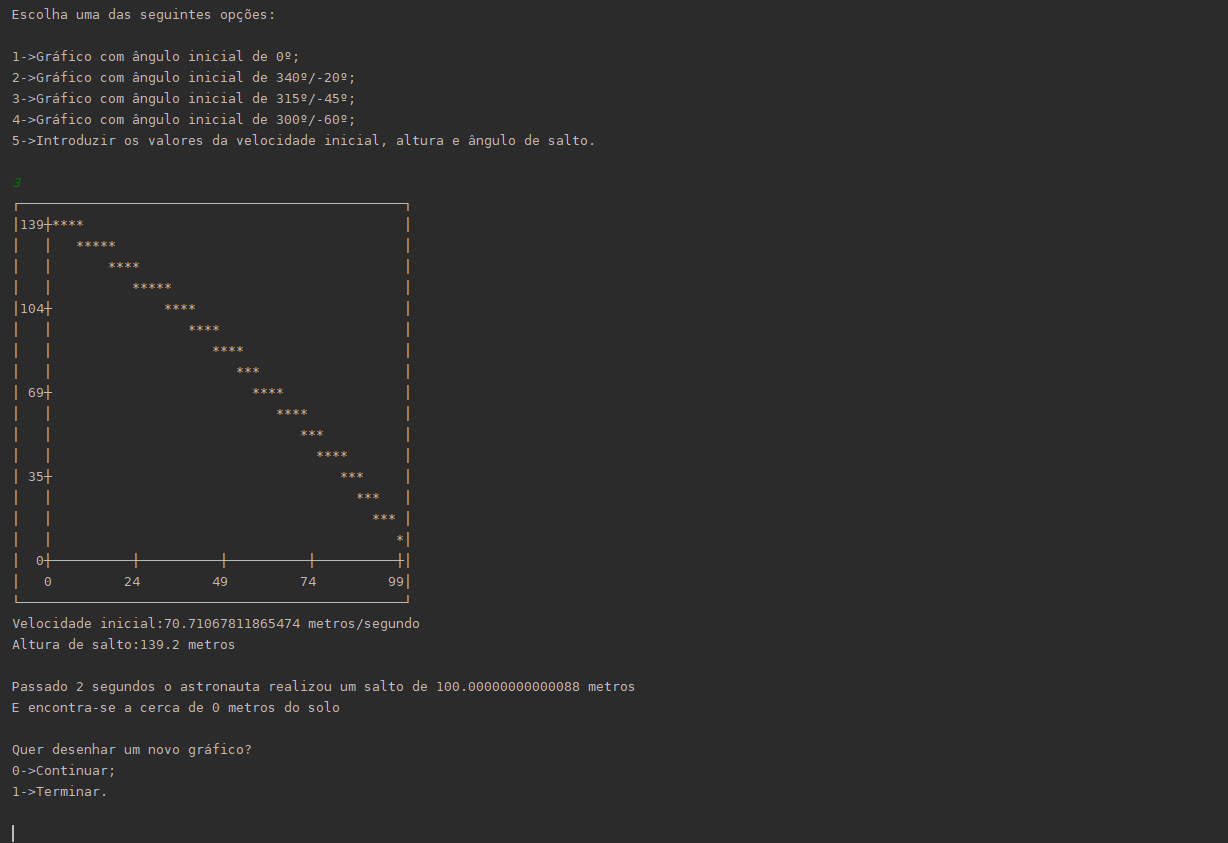 Escolha uma das seguintes opções:
1->Gráfico com ângulo inicial de 0º;
2->Gráfico com ângulo inicial de 340º/-20º;
3->Gráfico com ângulo inicial de 315º/-45º;
4->Gráfico com ângulo inicial de 300º/-60º;
5->Introduzir os valores da velocidade inicial, altura e ângulo de salto.
3
139
****
*****
****
*****
104
****
****
****
***
69
****
****
***
****
35
***
***
***
*
0
0 24 49 74 99
Velocidade inicial:70.71067811865474 metros/segundo
Altura de salto:139.2 metros
Passado 2 segundos o astronauta realizou um salto de 100.00000000000088 metros
E encontra-se a cerca de 0 metros do solo
Quer desenhar um novo gráfico?
0->Continuar;
1->Terminar.